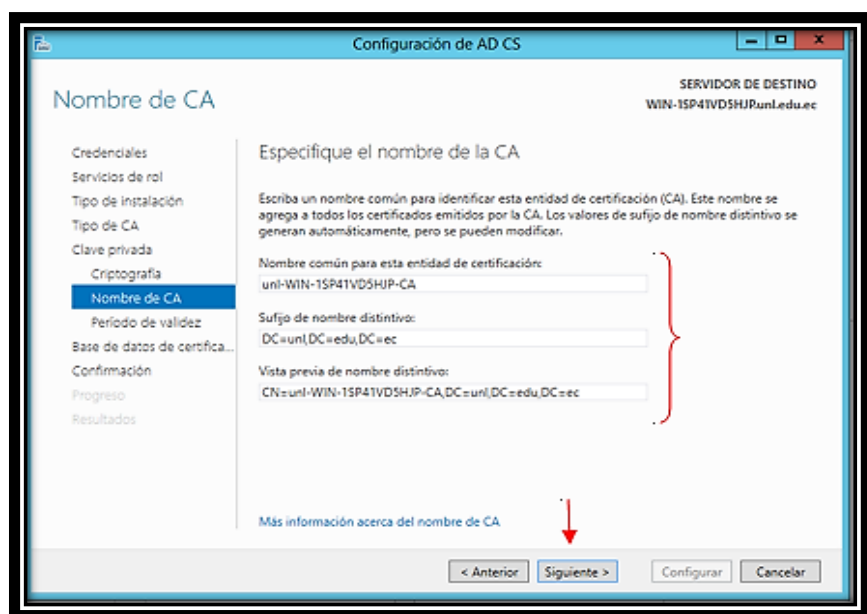 Configuración de AD CS
Nombre de CA
SERVIDOR DE DESTINO
WIN-1SP41VD5HJP.unl.edu.ec
Credenciales
Servicios de rol
Tipo de instalación
Tipo de CA
Clave privada
Criptografía
Nombre de CA
Período de validez
Base de datos de certifica...
Confirmación
Progreso
Resultados
Especifique el nombre de la CA
Escriba un nombre común para identificar esta entidad de certificación (CA). Este nombre se
agrega a todos los certificados emitidos por la CA. Los valores de sufijo de nombre distintivo se
generan automáticamente, pero se pueden modificar.
Nombre común para esta entidad de certificación:
unl-WIN-1SP41VD5HJP-CA
Sufijo de nombre distintivo:
DC=unl,DC=edu,DC=ec
Vista previa de nombre distintivo:
CN=unl-WIN-1SP41VD5HJP-CA,DC=unl,DC=edu,DC=ec
Más información acerca del nombre de CA
< Anterior
Siguiente >
Configurar
Cancelar